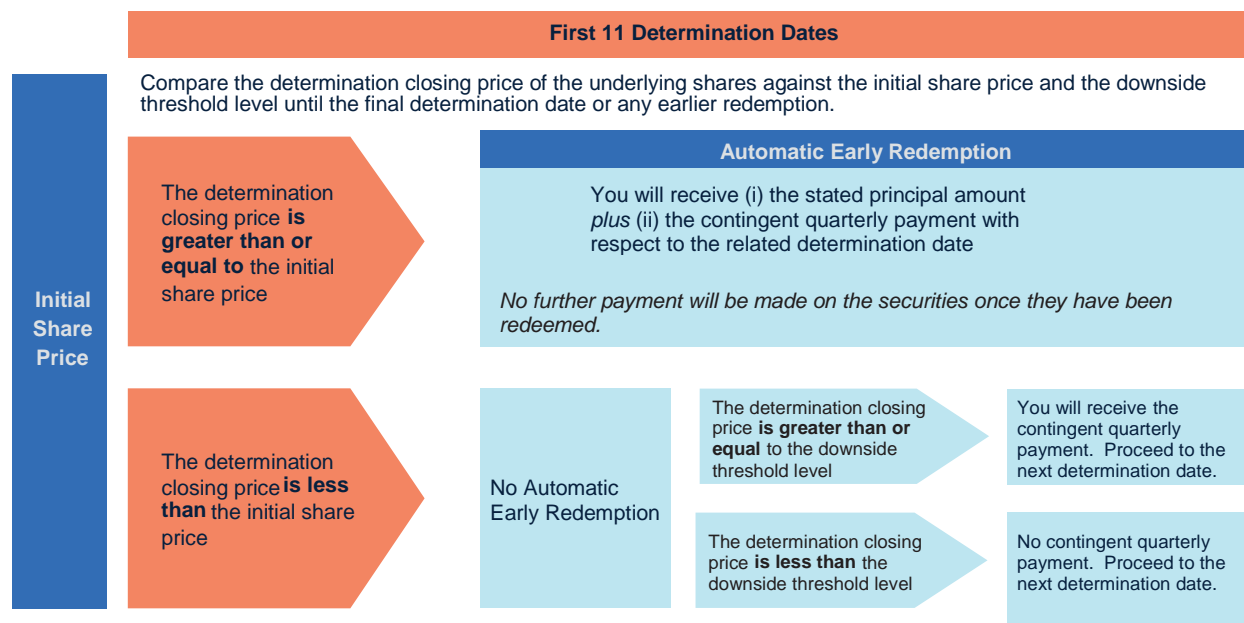 First 11 Determination Dates
Compare the determination closing price of the underlying shares against the initial share price and the downside
threshold level until the final determination date or any earlier redemption.
Initial
Share
Price
The determination
closing price is
greater than or
equal to the initial
share price
Automatic Early Redemption
You will receive (i) the stated principal amount
plus (ii) the contingent quarterly payment with
respect to the related determination date
No further payment will be made on the securities once they have been
redeemed.
The determination
closing price is less
than the initial share
price
No Automatic
Early Redemption
The determination closing
price is greater than or
equal to the downside
threshold level
You will receive the
contingent quarterly
payment. Proceed to the
next determination date.
The determination closing
price is less than the
downside threshold level
No contingent quarterly
payment. Proceed to the
next determination date.